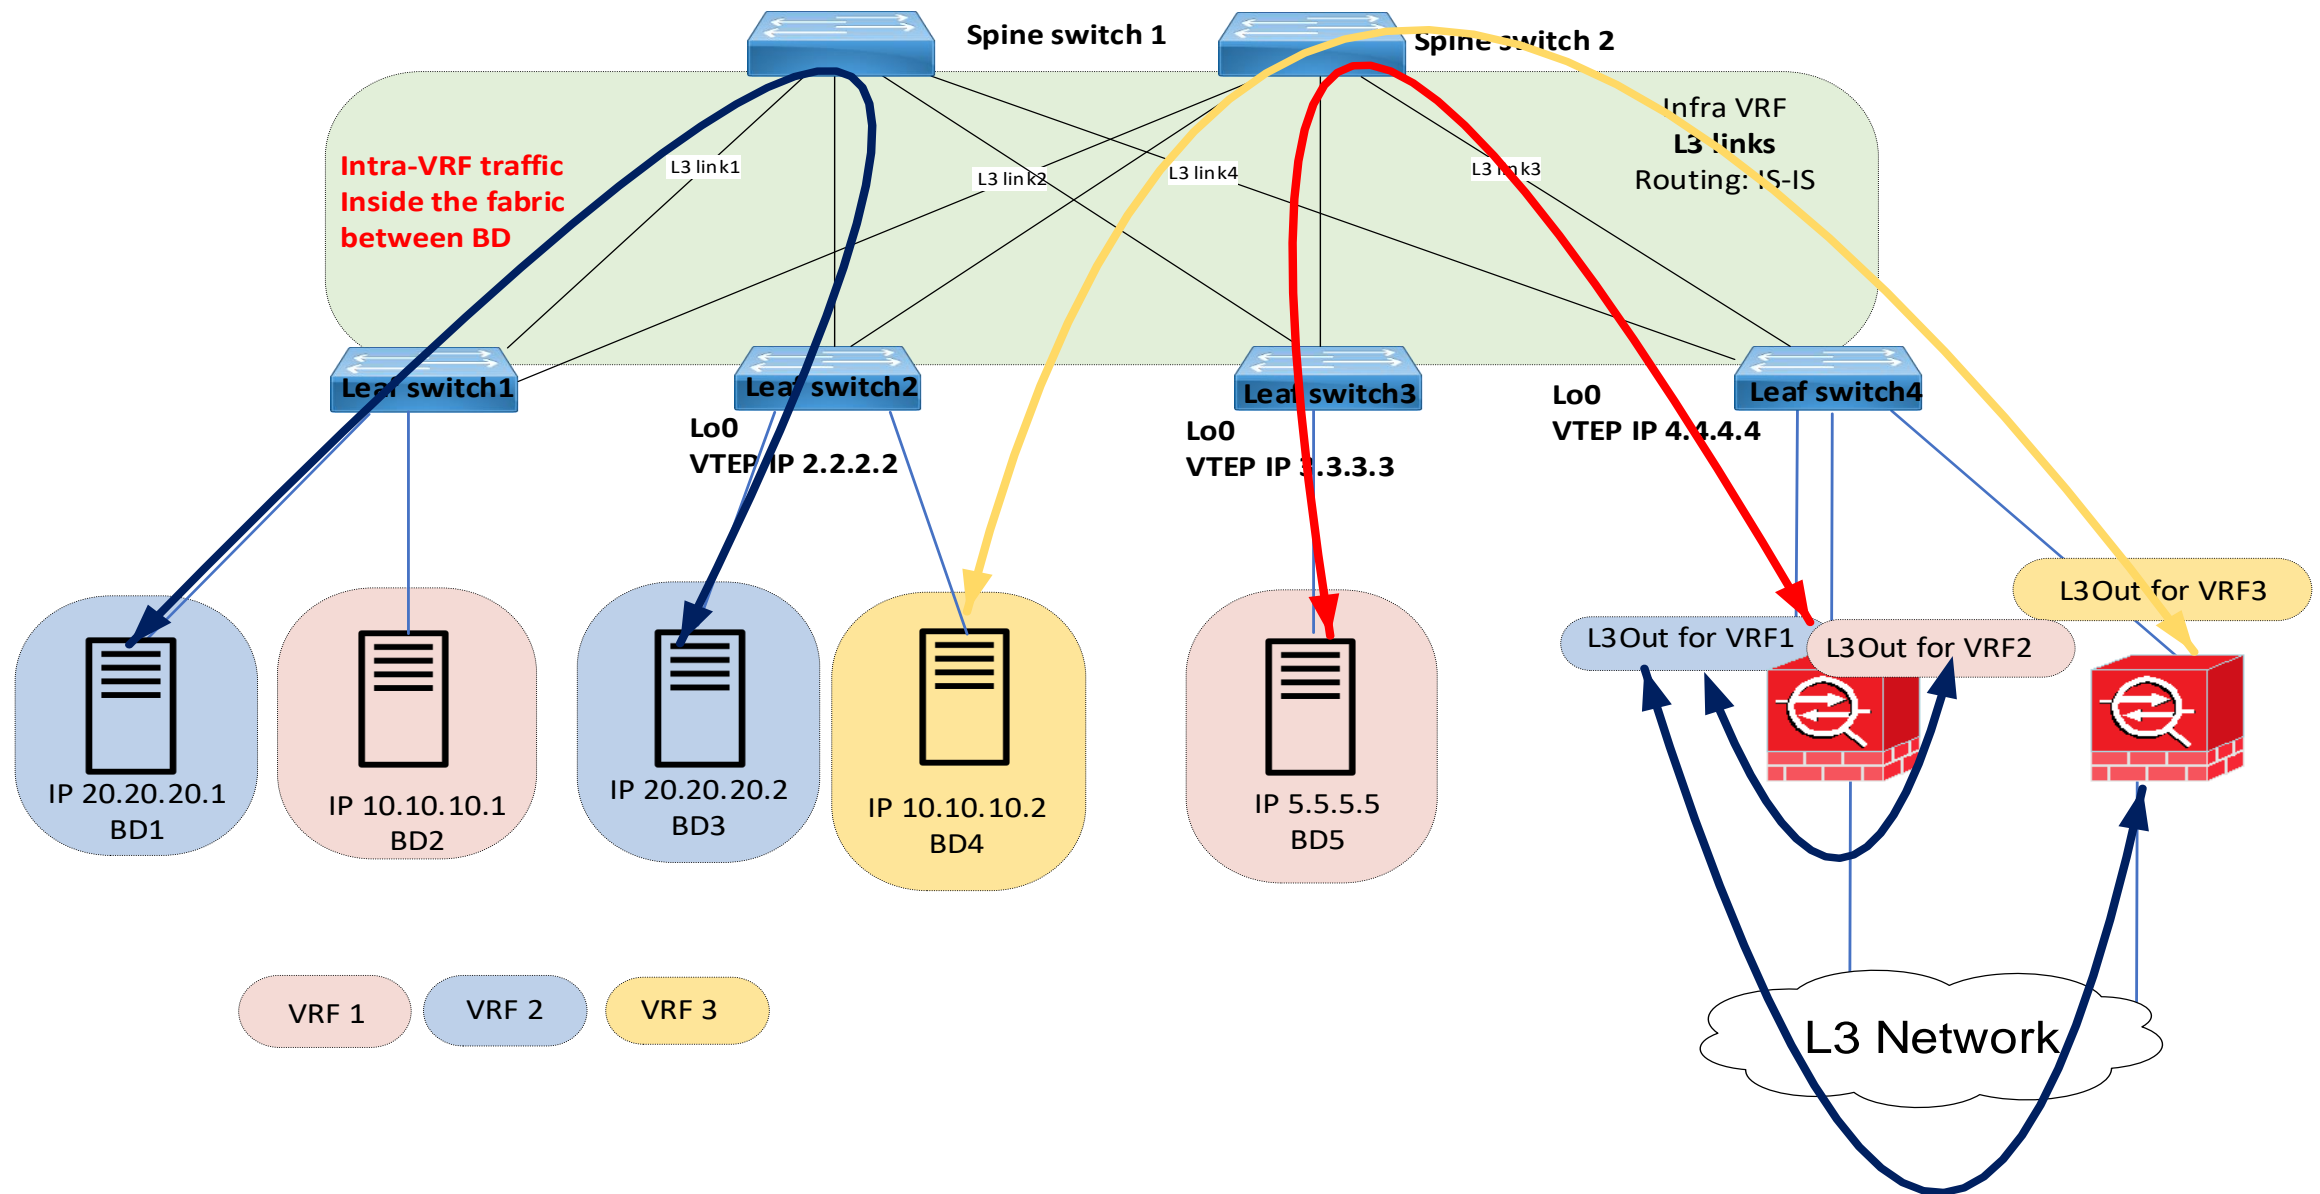 Spine switch 1
Spine switch 2
Infra VRF
L3 links
Routing: IS-IS
Intra-VRF traffic
Inside the fabric
between BD
L3 link1
L3 link2
L3 link4
L3 link3
Leaf switch1
Leaf switch2
Leaf switch3
Leaf switch4
Lo0
VTEP IP 2.2.2.2
Lo0
VTEP IP 3.3.3.3
Lo0
VTEP IP 4.4.4.4
L3Out for VRF3
L3Out for VRF1
L3Out for VRF2
IP 20.20.20.1
BD1
IP 10.10.10.1
BD2
IP 20.20.20.2
BD3
IP 10.10.10.2
BD4
IP 5.5.5.5
BD5
VRF 1
VRF 2
VRF 3
L3 Network